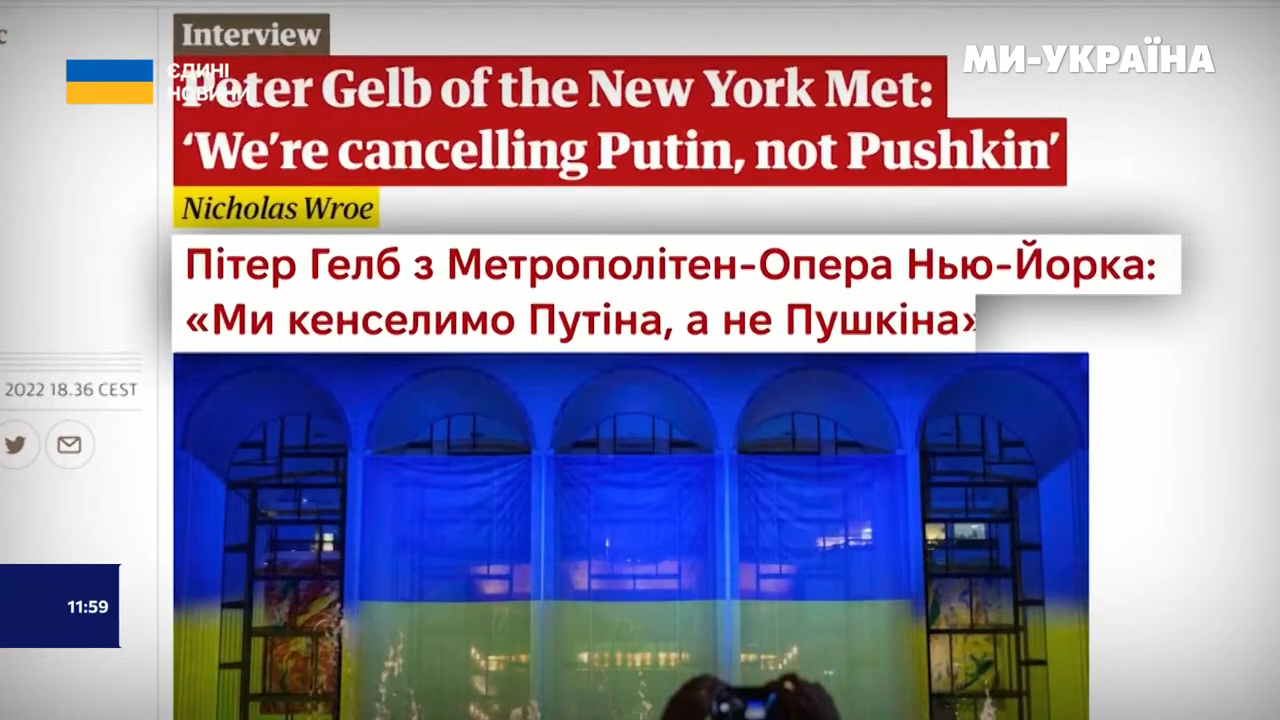 Interview
ЄДИНІ
НОВИНИ
МИ-УКРАЇНА
Peter Gelb of the New York Met:
‘We’re cancelling Putin, not Pushkin’
Nicholas Wroe
Пітер Гелб з Метрополітен-Опера Нью-Йорка:
«Ми кенселимо Путіна, а не Пушкіна»
2022 18.36 CEST
11:59